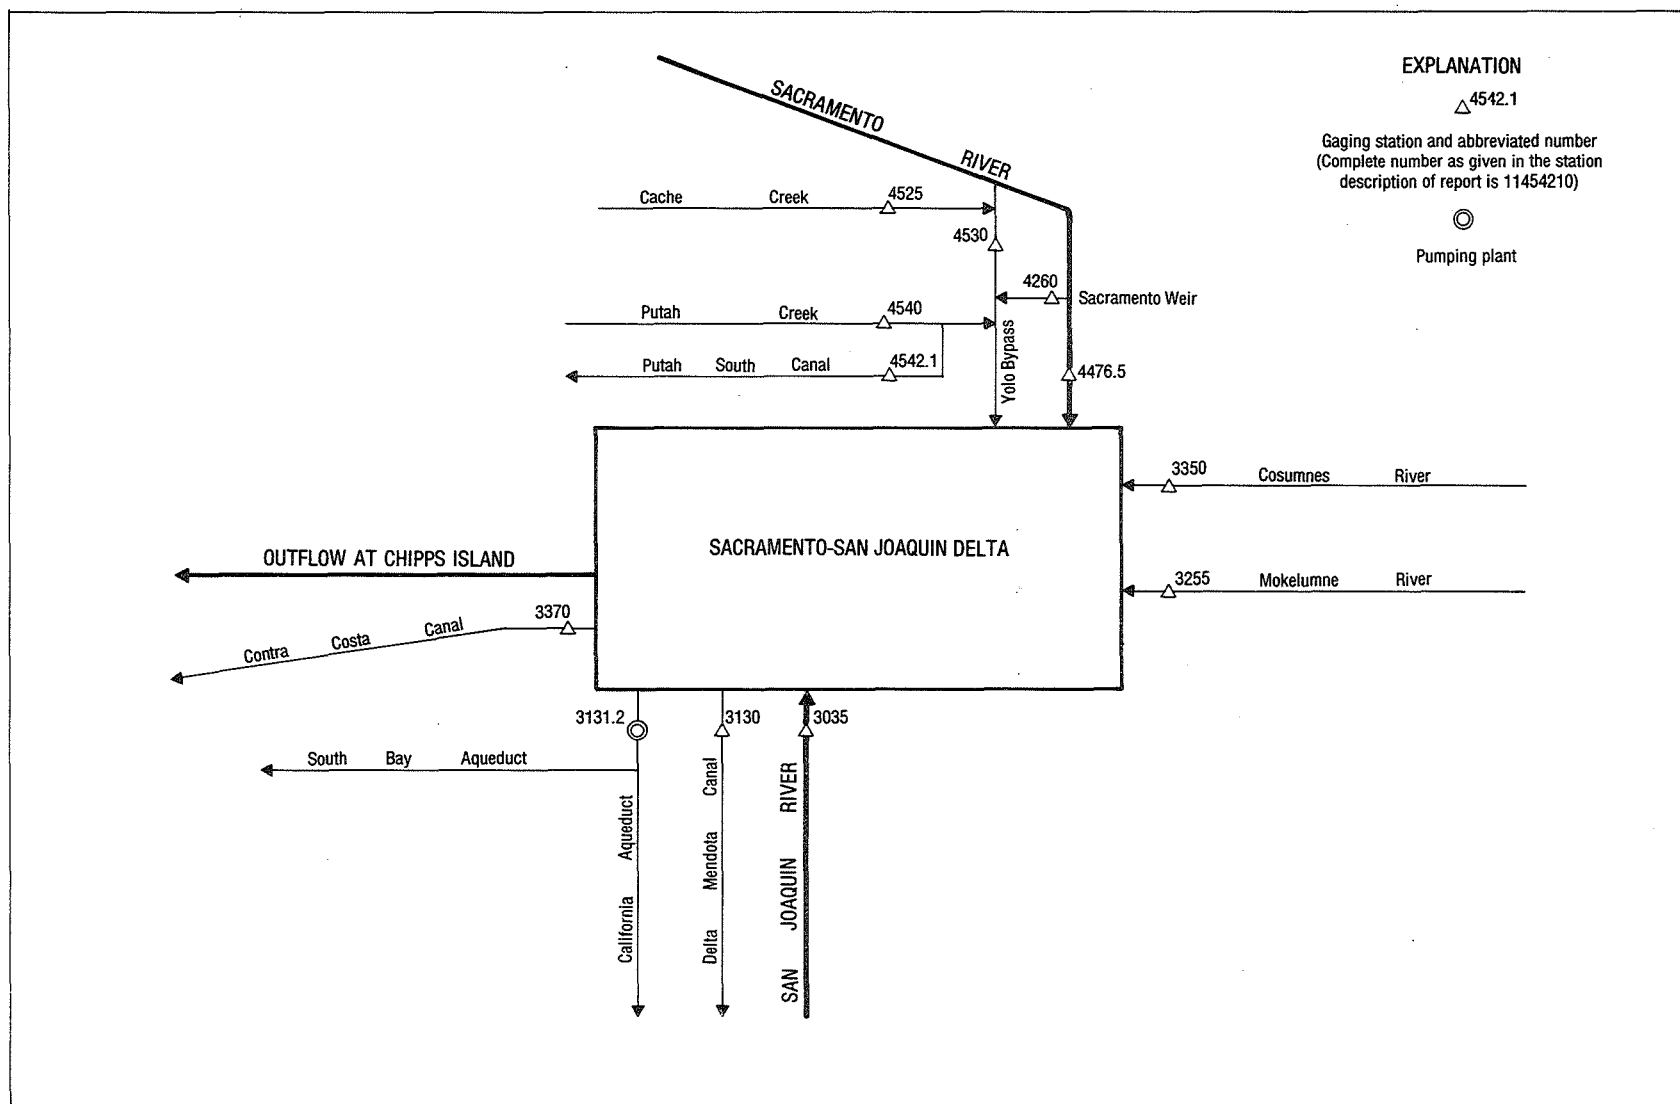 EXPLANATION
4542.1
Gaging station and abbreviated number
(Complete number as given in the station
description of report is 11454210)
Pumping plant
SACRAMENTO RIVER
Cache Creek
4525
4530
4260
Sacramento Weir
Putah Creek
4540
Putah South Canal
4542.1
Yolo Bypass
4476.5
3350
Cosumnes River
SACRAMENTO-SAN JOAQUIN DELTA
OUTFLOW AT CHIPPS ISLAND
3255
Mokelumne River
3370
Contra Costa Canal
3131.2
3130
3035
South Bay Aqueduct
California Aqueduct
Delta Mendota Canal
SAN JOAQUIN RIVER